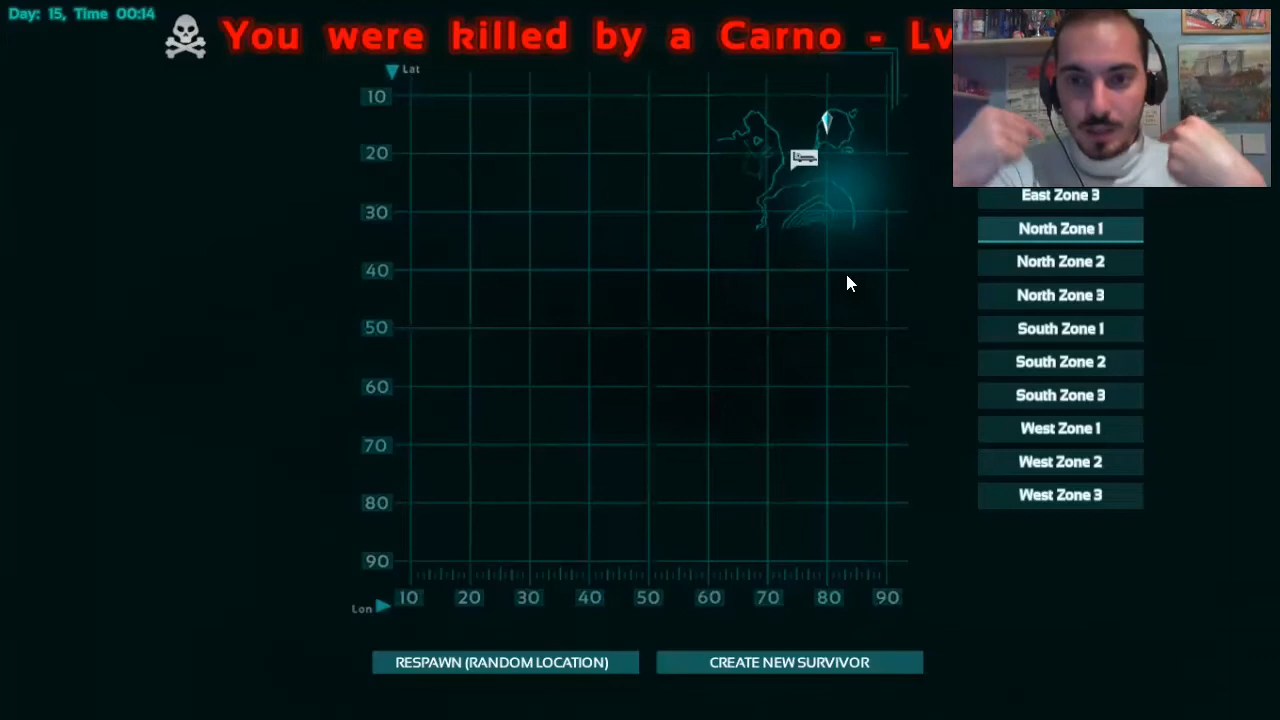 Day: 15, Time 00:14
You were killed by a Carno - Lv
Lat
10
20
30
40
50
60
70
80
90
Lon
10 20 30 40 50 60 70 80 90
East Zone 3
North Zone 1
North Zone 2
North Zone 3
South Zone 1
South Zone 2
South Zone 3
West Zone 1
West Zone 2
West Zone 3
RESPAWN (RANDOM LOCATION)
CREATE NEW SURVIVOR